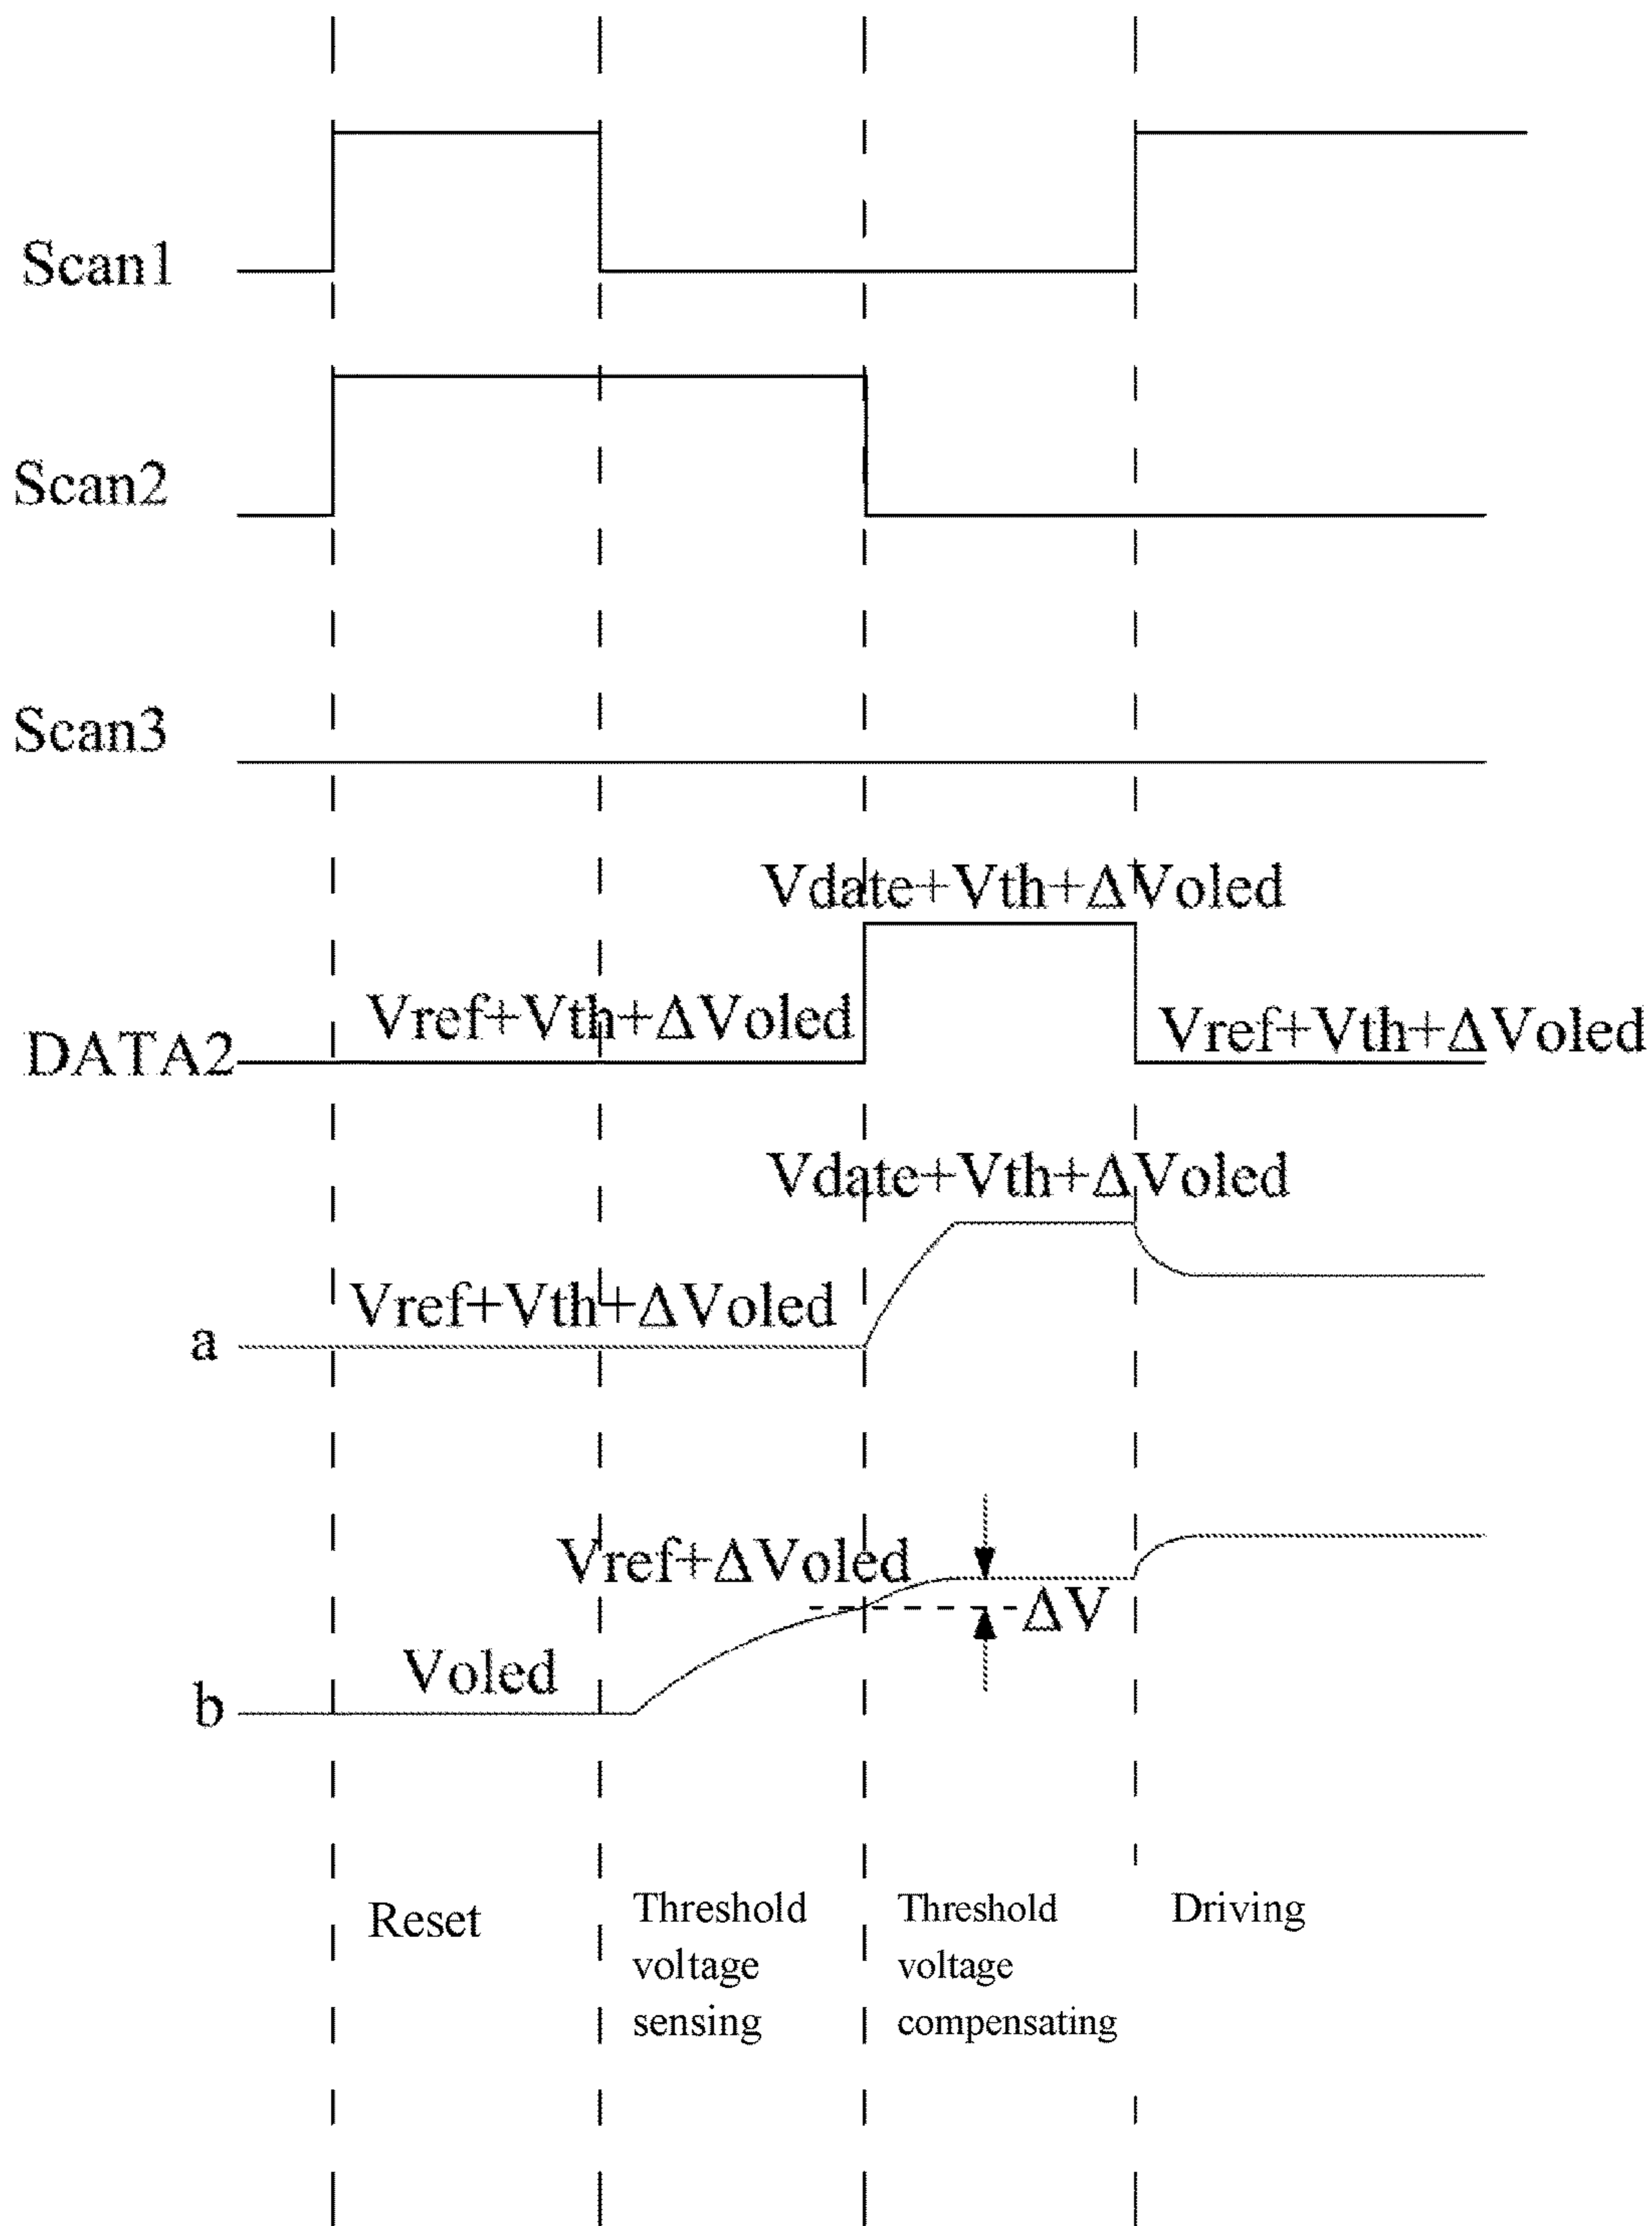 Scan1
Scan2
Scan3
Vdate+Vth+ΔVoled
Vref+Vth+ΔVoled
Vref+Vth+ΔVoled
DATA2
Vdate+Vth+ΔVoled
Vref+Vth+ΔVoled
a
Vref+ΔVoled
ΔV
Voled
b
Reset
Threshold
voltage
sensing
Threshold
voltage
compensating
Driving